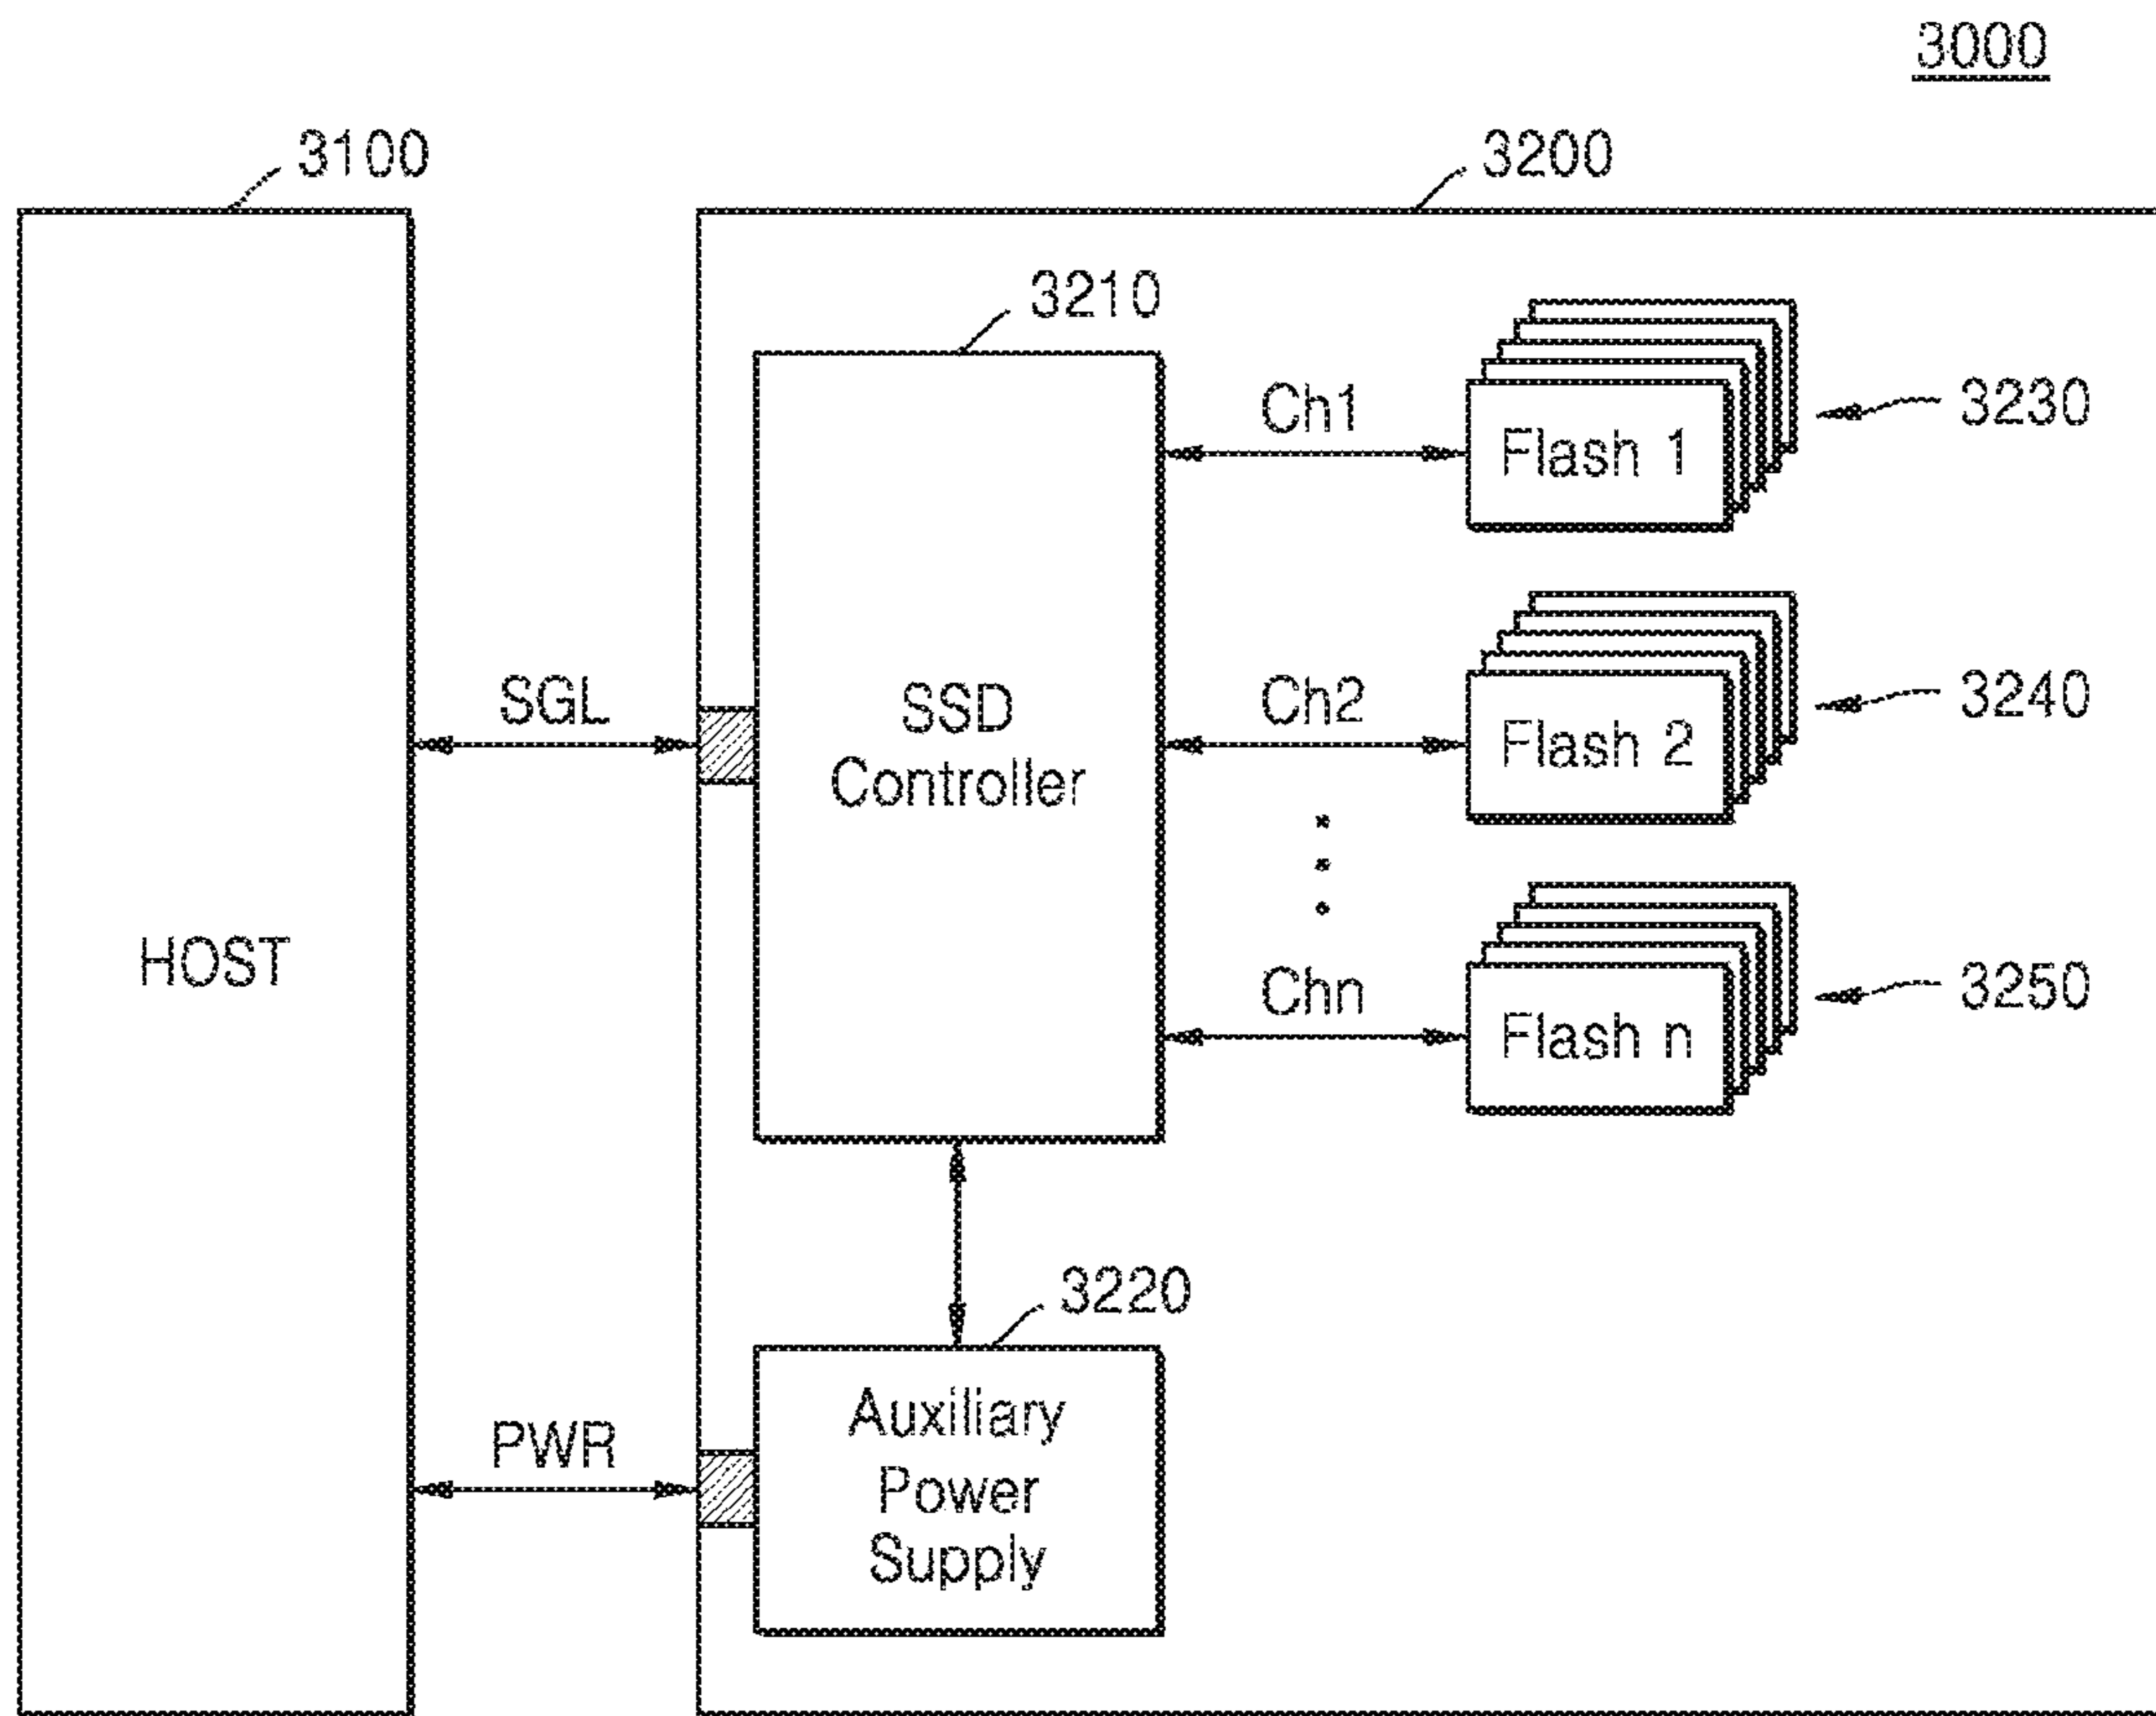 3000
3100
3200
3210
Ch1
Flash 1
3230
SGL
SSD
Controller
Ch2
Flash 2
3240
HOST
Chn
Flash n
3250
3220
PWR
Auxiliary
Power
Supply